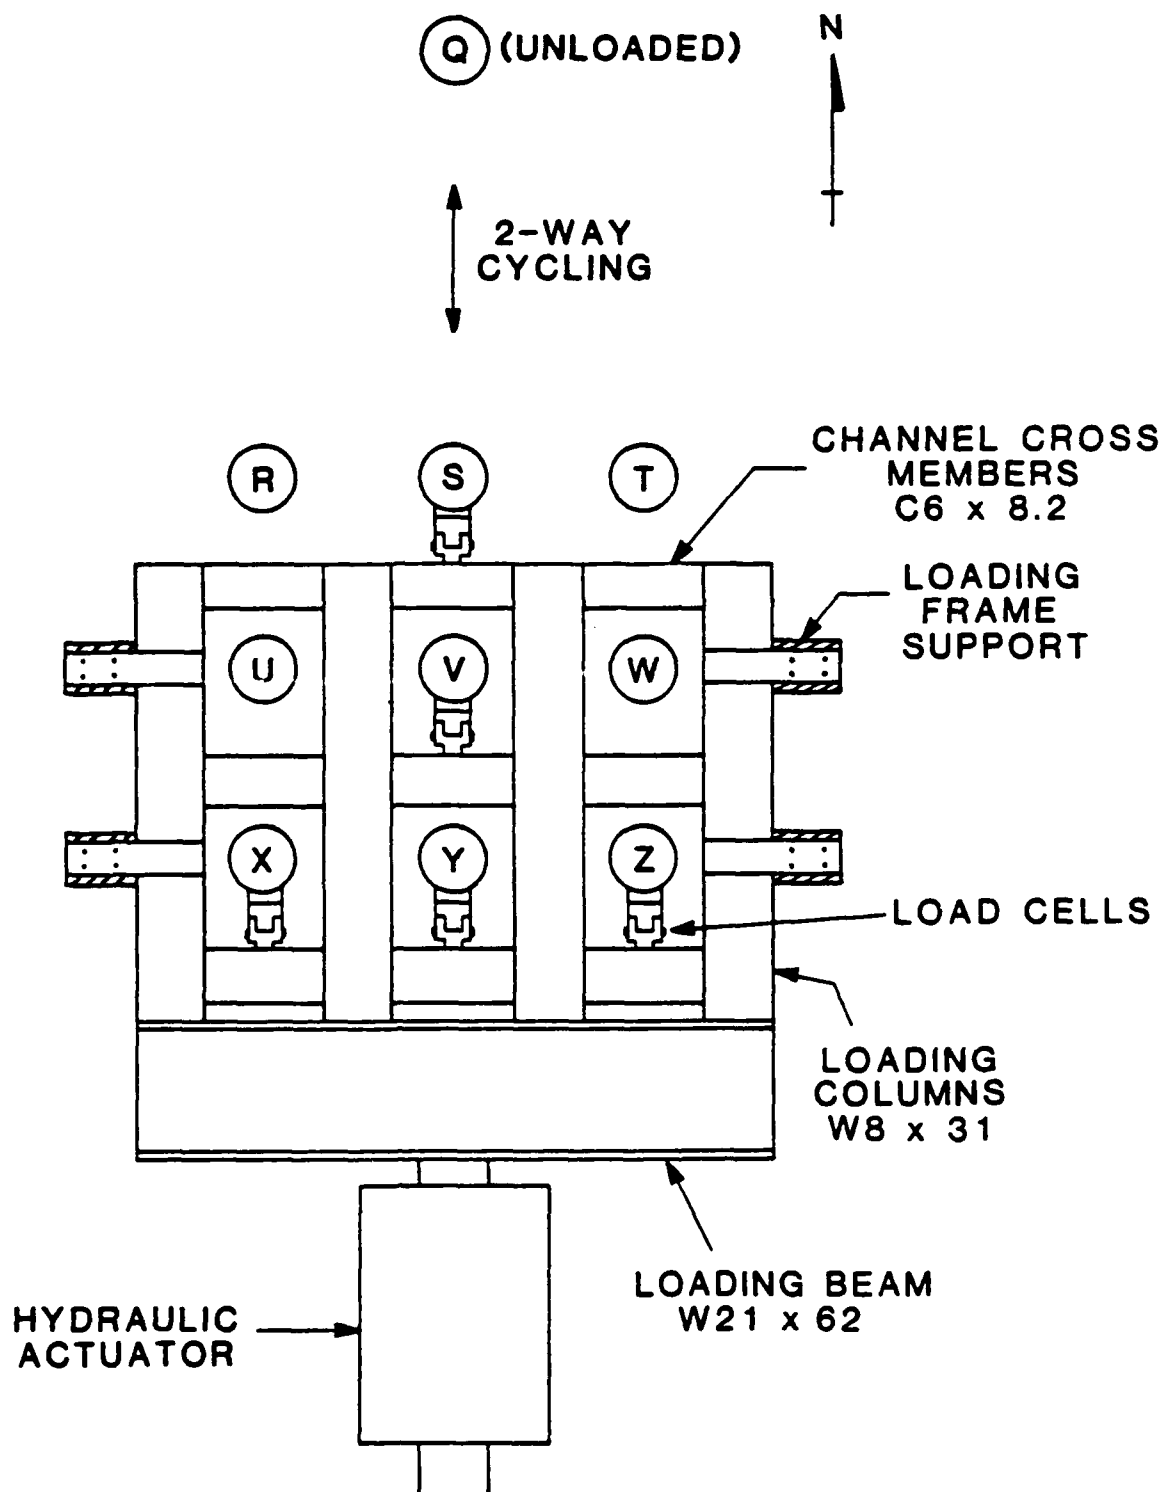 Q (UNLOADED)
N
2-WAY
CYCLING
R
S
T
CHANNEL CROSS
MEMBERS
C6 x 8.2
LOADING
FRAME
SUPPORT
U
V
W
X
Y
Z
LOAD CELLS
LOADING
COLUMNS
W8 x 31
LOADING BEAM
W21 x 62
HYDRAULIC
ACTUATOR